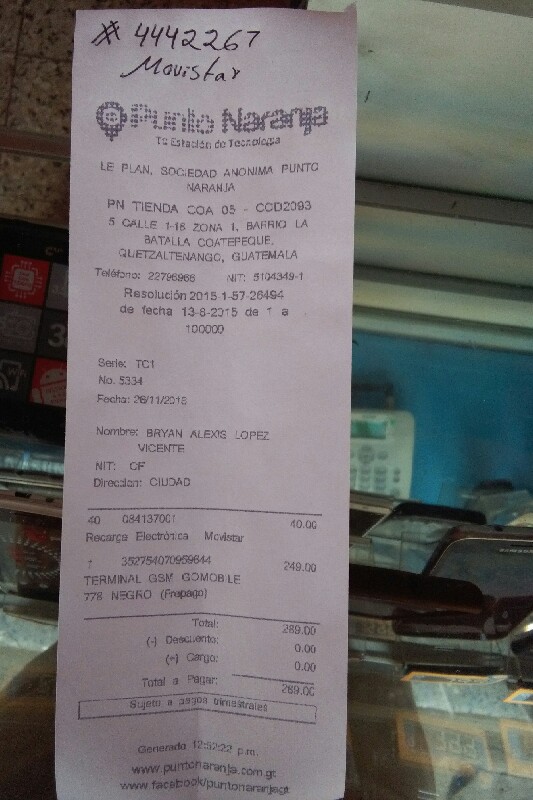 # 4442267
Movistar
Punto Naranja
Tu Estación de Tecnología
LE PLAN, SOCIEDAD ANONIMA PUNTO
NARANJA
PN TIENDA COA 05 - COD2093
5 CALLE 1-16 ZONA 1, BARRIO LA
BATALLA COATEPEQUE,
QUETZALTENANGO, GUATEMALA
Teléfono: 22796966 NIT: 5104349-1
Resolución 2015-1-57-26494
de fecha 13-8-2015 de 1 a
100000
Serie: TC1
No. 5334
Fecha: 26/11/2016
Nombre: BRYAN ALEXIS LOPEZ
VICENTE
NIT: CF
Direccion: CIUDAD
40 084137001 40.00
Recarga Electrónica Movistar
1 352754070959644 249.00
TERMINAL GSM GOMOBILE
778 NEGRO (Prepago)
Total: 289.00
(-) Descuento: 0.00
(+) Cargo: 0.00
Total a Pagar: 289.00
Sujeto a pagos trimestrales
Generado 12:52:22 p.m.
www.puntonaranja.com.gt
www.facebook/puntonaranjagt